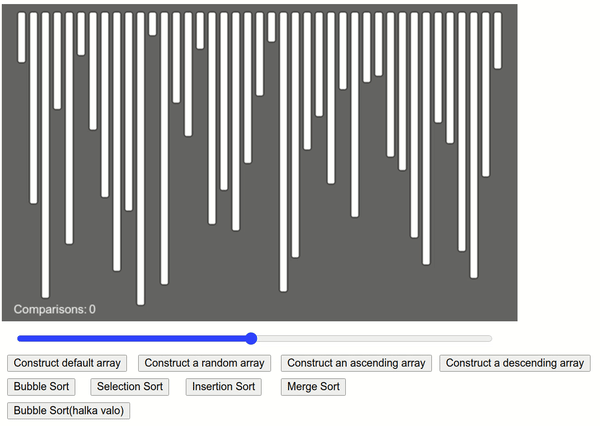 Comparisons: 0
Construct default array Construct a random array Construct an ascending array Construct a descending array
Bubble Sort Selection Sort Insertion Sort Merge Sort
Bubble Sort(halka valo)